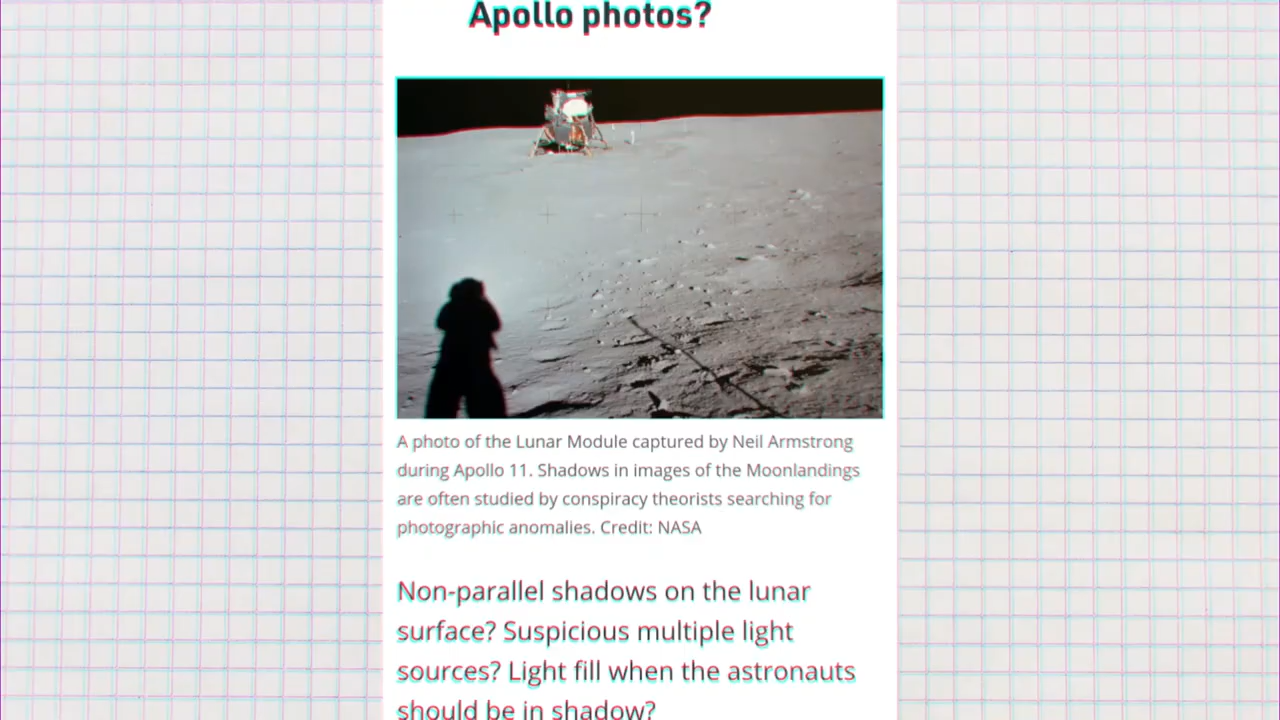 Apollo photos?
A photo of the Lunar Module captured by Neil Armstrong
during Apollo 11. Shadows in images of the Moonlandings
are often studied by conspiracy theorists searching for
photographic anomalies. Credit: NASA
Non-parallel shadows on the lunar
surface? Suspicious multiple light
sources? Light fill when the astronauts
should be in shadow?